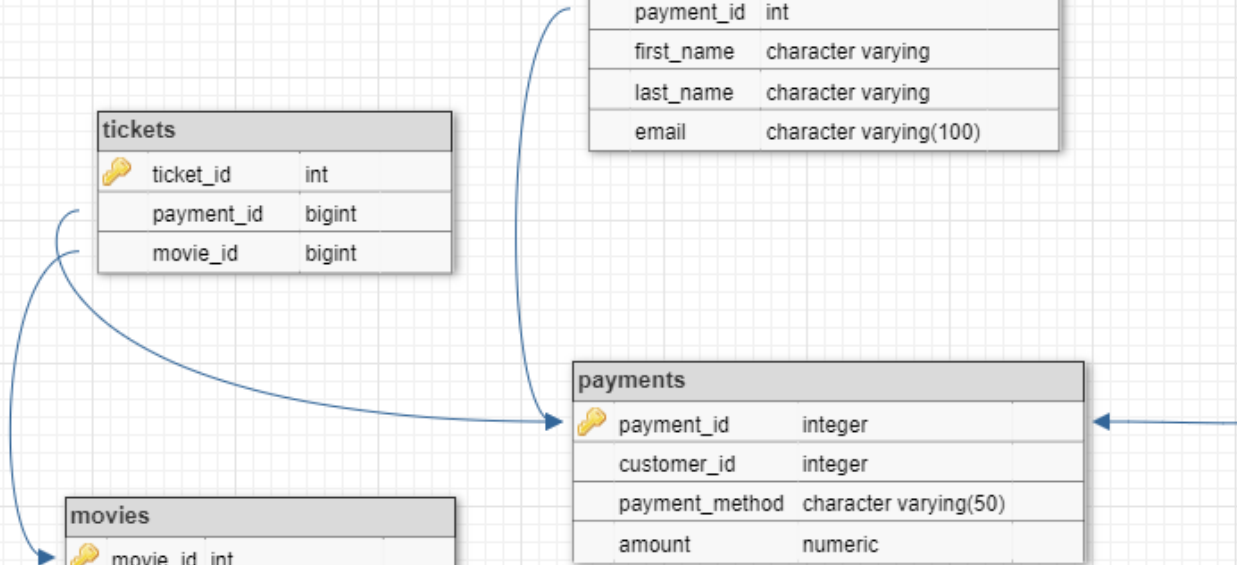 payment_id int
first_name character varying
last_name character varying
email character varying(100)
tickets
ticket_id int
payment_id bigint
movie_id bigint
payments
payment_id integer
customer_id integer
payment_method character varying(50)
amount numeric
movies
movie_id int